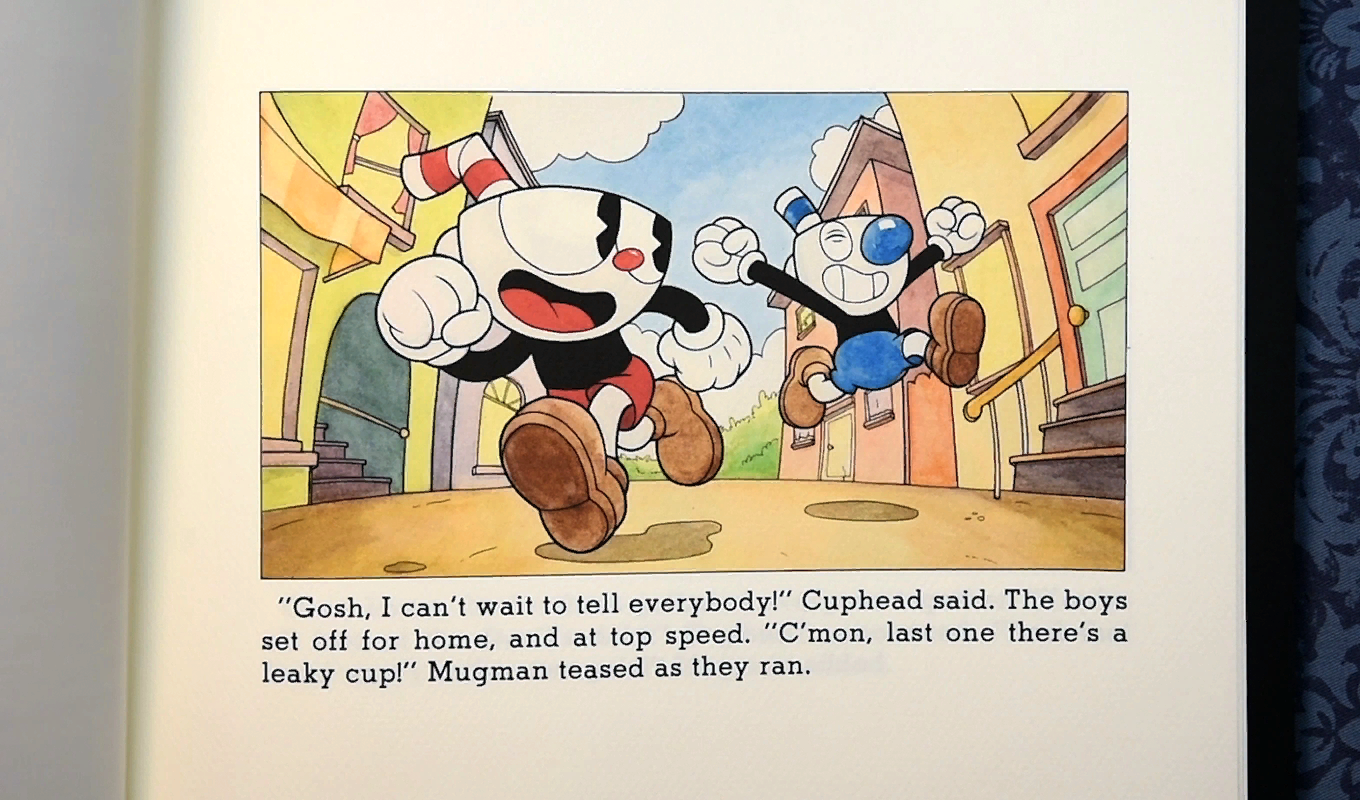 "Gosh, I can't wait to tell everybody!" Cuphead said. The boys
set off for home, and at top speed. "C'mon, last one there's a
leaky cup!" Mugman teased as they ran.